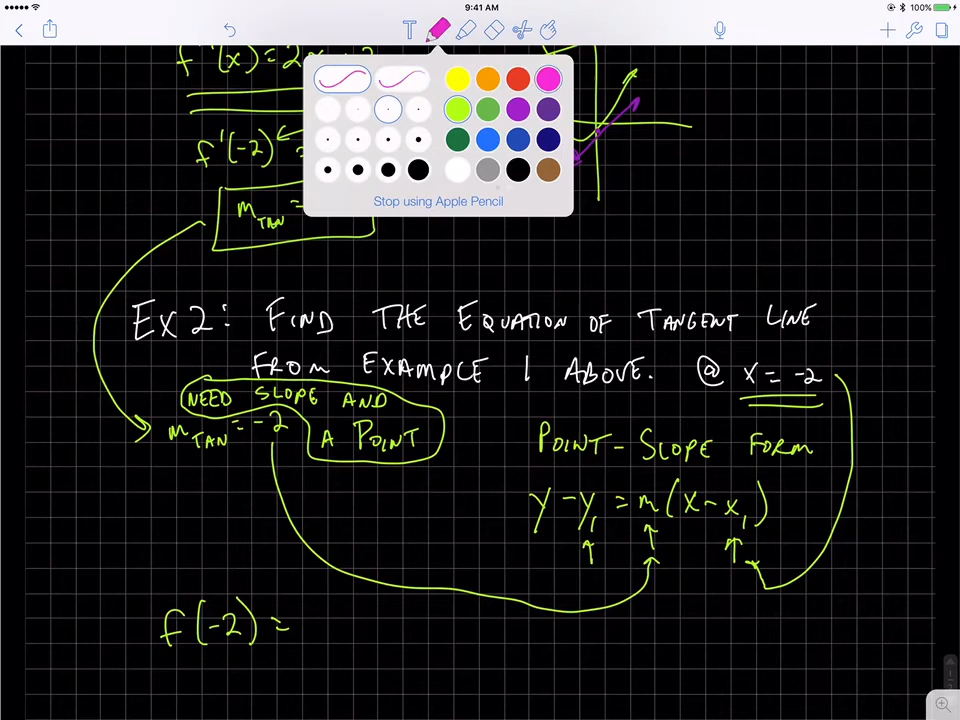 9:41 AM
100%
T
f'(x) = 2x
f'(-2) =
Stop using Apple Pencil
m TAN =
Ex 2: FIND THE EQUATION OF TANGENT LINE
FROM EXAMPLE 1 ABOVE. @ x = -2
NEED SLOPE AND
A POINT
m TAN = -2
POINT-SLOPE FORM
y - y₁ = m(x - x₁)
f(-2) =